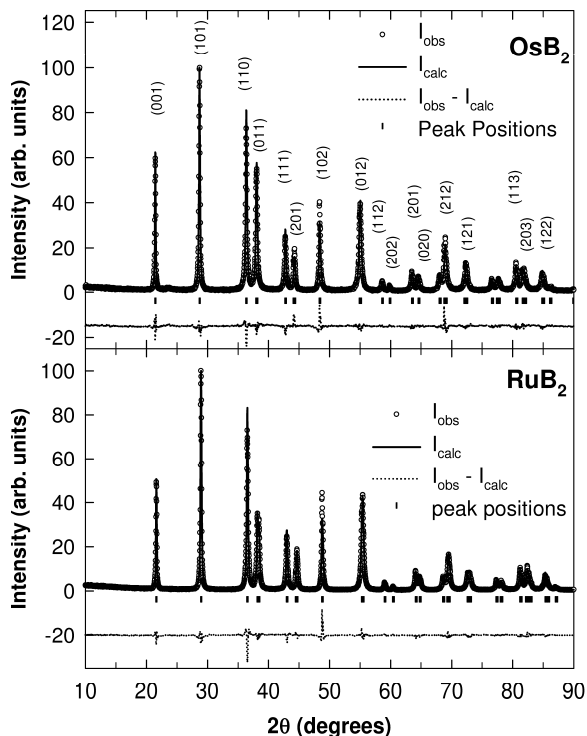 OsB2
Iobs
Icalc
Iobs - Icalc
Peak Positions
(001)
(101)
(110)
(011)
(111)
(201)
(102)
(012)
(112)
(202)
(201)
(020)
(212)
(121)
(113)
(203)
(122)
Intensity (arb. units)
120
100
80
60
40
20
0
-20
RuB2
Iobs
Icalc
Iobs - Icalc
peak positions
Intensity (arb. units)
100
80
60
40
20
0
-20
10 20 30 40 50 60 70 80 90
2θ (degrees)